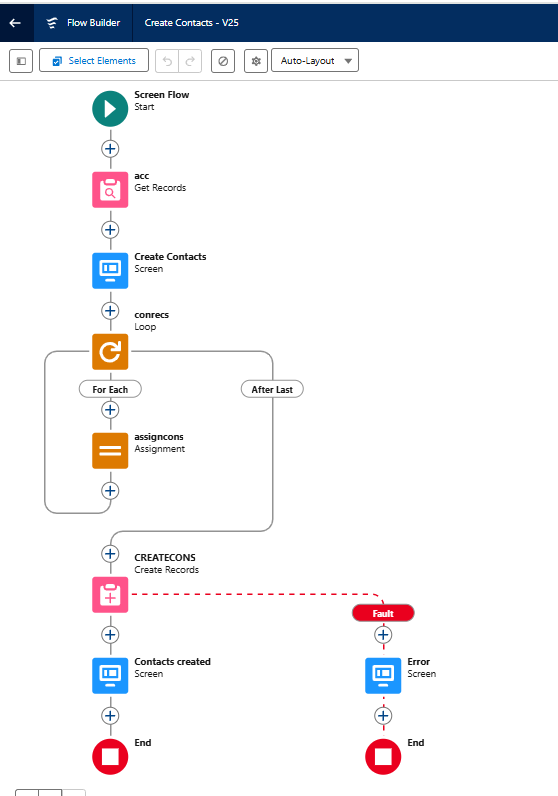 Flow Builder
Create Contacts - V25
Select Elements
Auto-Layout
Screen Flow
Start
acc
Get Records
Create Contacts
Screen
conrecs
Loop
For Each
After Last
assigncons
Assignment
CREATECONS
Create Records
Fault
Contacts created
Screen
Error
Screen
End
End